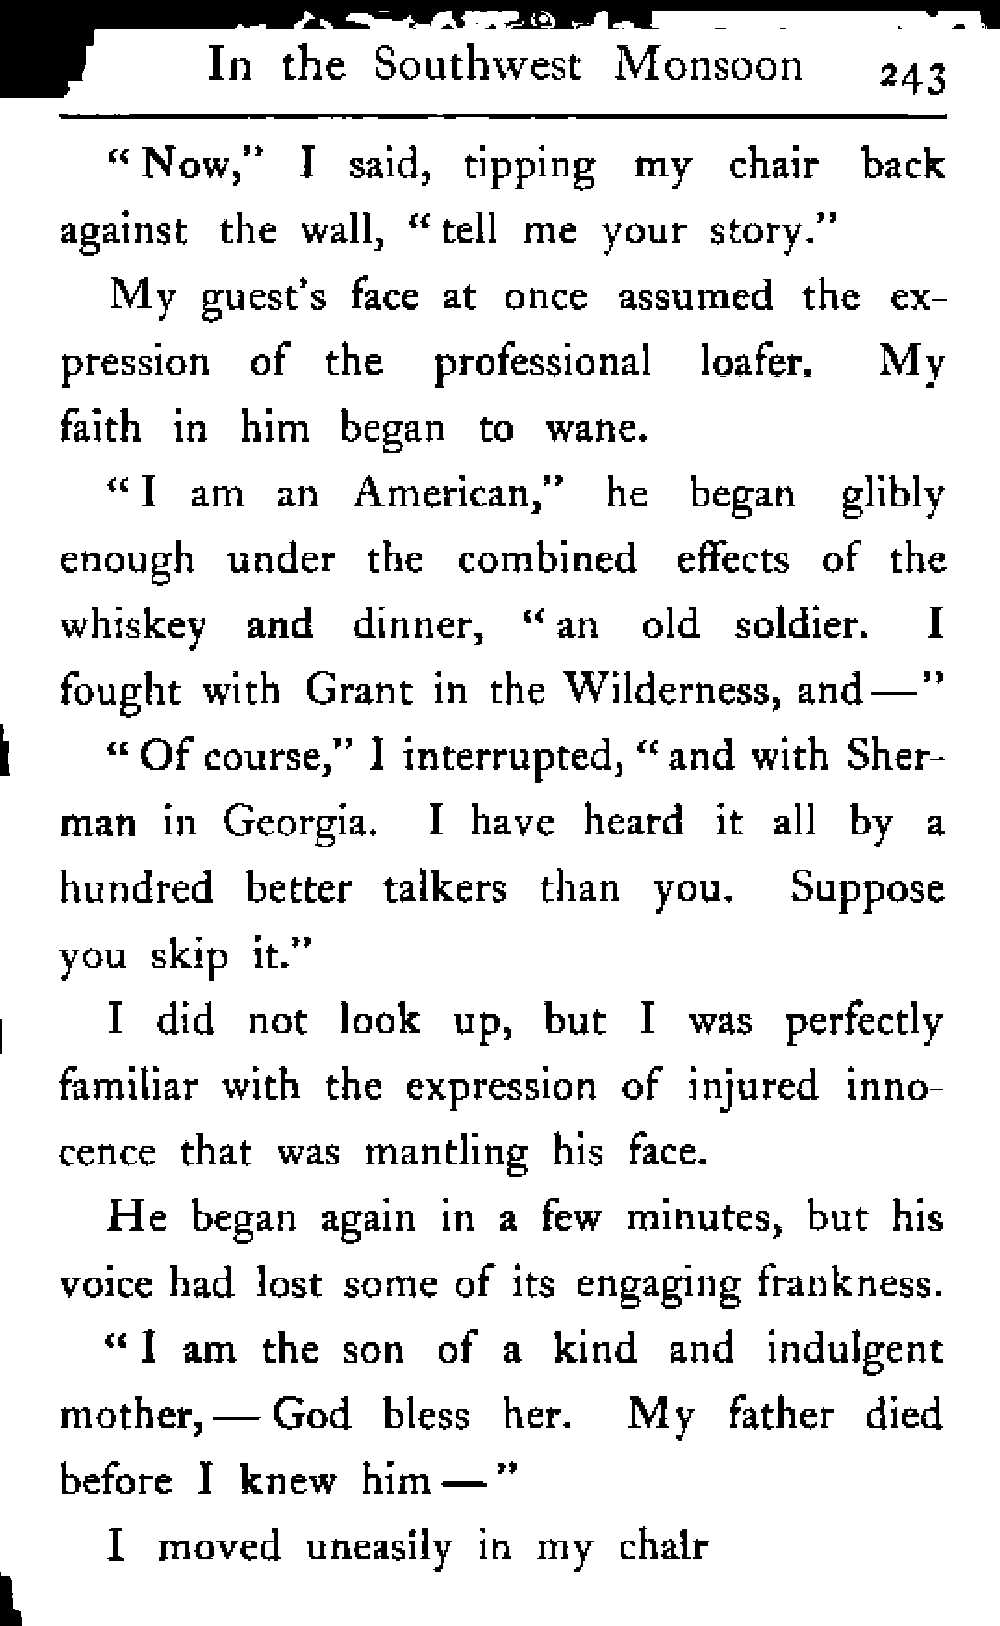 In the Southwest Monsoon 243
“Now,” I said, tipping my chair back
against the wall, “tell me your story.”
My guest’s face at once assumed the ex-
pression of the professional loafer. My
faith in him began to wane.
“I am an American,” he began glibly
enough under the combined effects of the
whiskey and dinner, “an old soldier. I
fought with Grant in the Wilderness, and—”
“Of course,” I interrupted, “and with Sher-
man in Georgia. I have heard it all by a
hundred better talkers than you. Suppose
you skip it.”
I did not look up, but I was perfectly
familiar with the expression of injured inno-
cence that was mantling his face.
He began again in a few minutes, but his
voice had lost some of its engaging frankness.
“I am the son of a kind and indulgent
mother,— God bless her. My father died
before I knew him—”
I moved uneasily in my chair